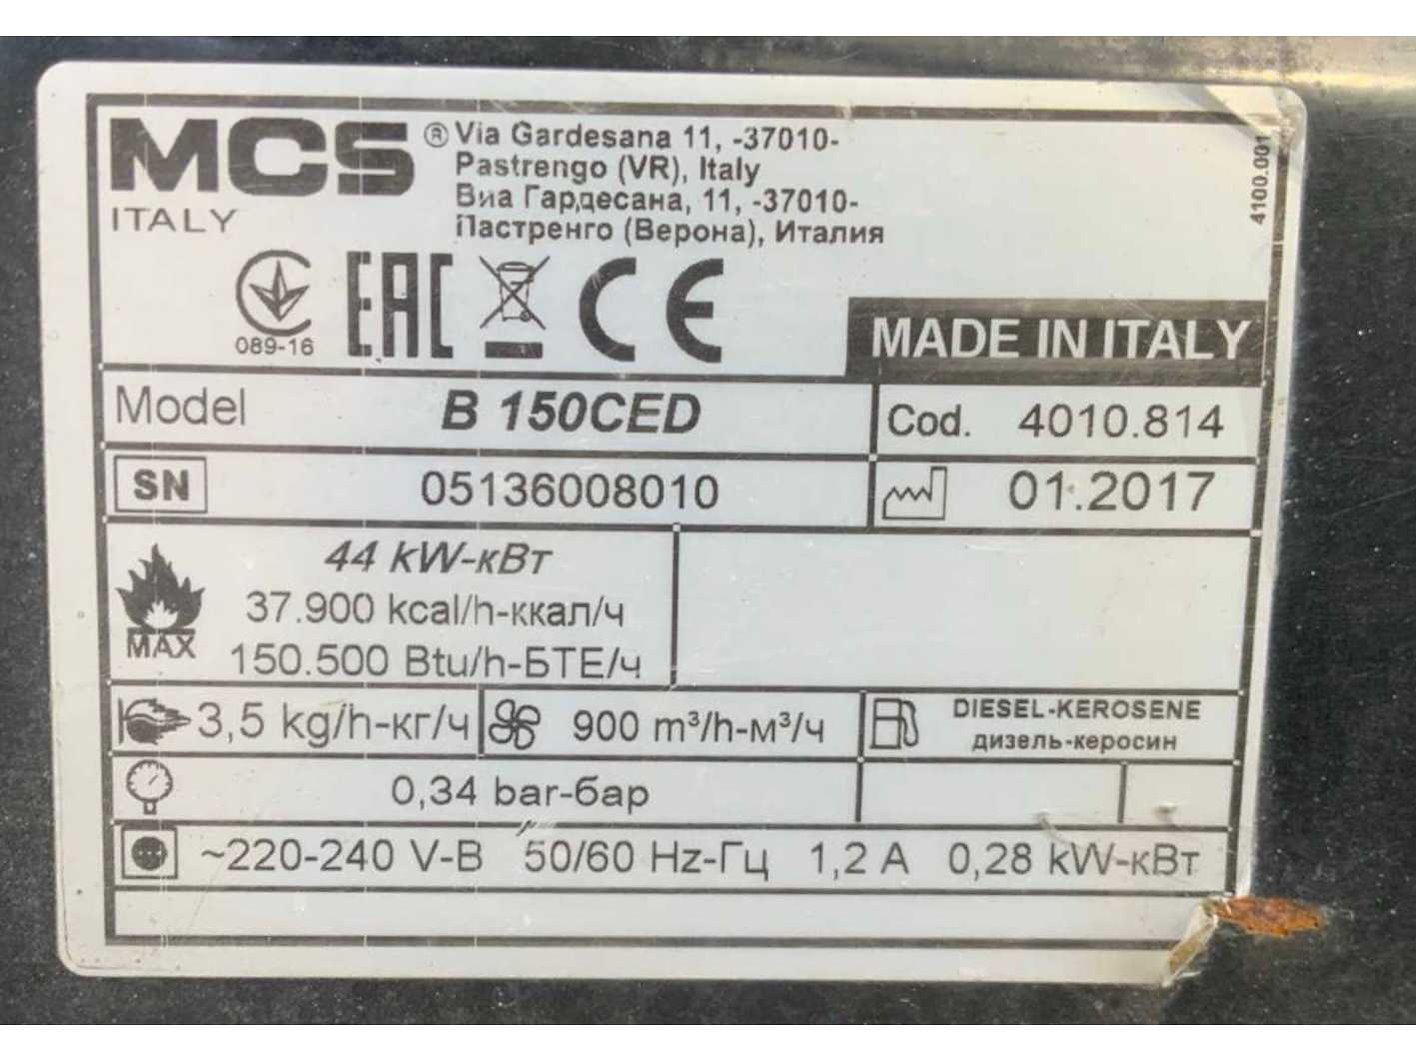 MCS ® Via Gardesana 11, -37010-
Pastrengo (VR), Italy
ITALY
Виа Гардесана, 11, -37010-
Пастренго (Верона), Италия
4100.001
089-16
EAC
CE
MADE IN ITALY
Model B 150CED
Cod. 4010.814
SN 05136008010
01.2017
44 kW-кВт
37.900 kcal/h-ккал/ч
MAX
150.500 Btu/h-БТЕ/ч
3,5 kg/h-кг/ч
900 m³/h-м³/ч
DIESEL-KEROSENE
дизель-керосин
0,34 bar-бар
~220-240 V-В 50/60 Hz-Гц 1,2 A 0,28 kW-кВт